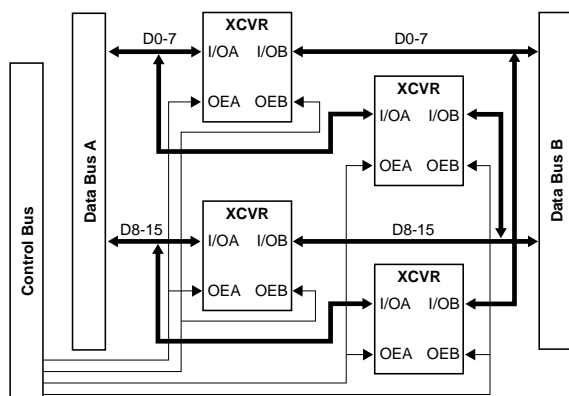 XCVR
D0-7
I/OA I/OB
D0-7
OEA OEB
XCVR
I/OA I/OB
OEA OEB
Control Bus
Data Bus A
Data Bus B
XCVR
D8-15
I/OA I/OB
D8-15
OEA OEB
XCVR
I/OA I/OB
OEA OEB